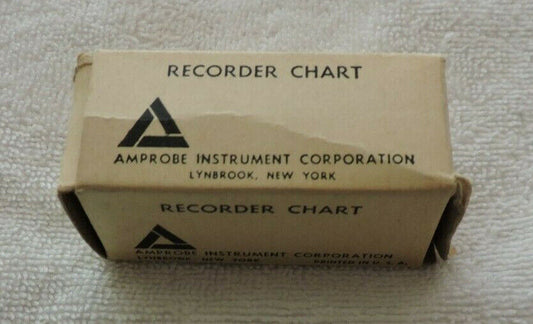 RECORDER CHART
AMPROBE INSTRUMENT CORPORATION
LYNBROOK, NEW YORK
RECORDER CHART
AMPROBE INSTRUMENT CORPORATION
LYNBROOK, NEW YORK PRINTED IN U.S.A.